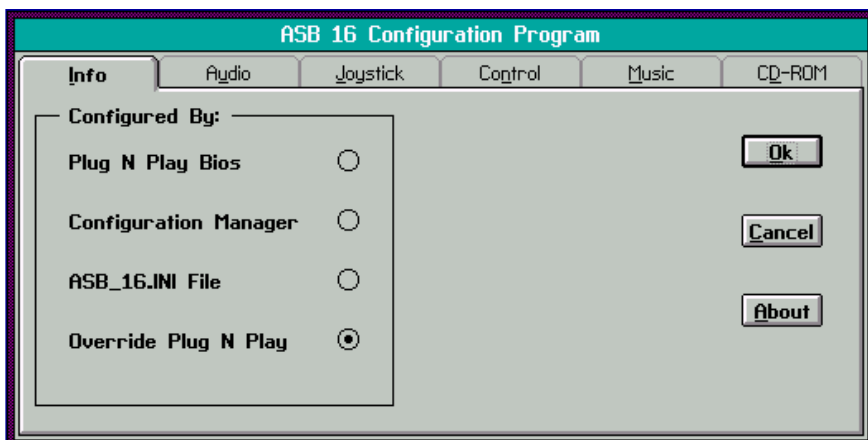 ASB 16 Configuration Program
Info Audio Joystick Control Music CD-ROM
Configured By:
Plug N Play Bios
Configuration Manager
ASB_16.INI File
Override Plug N Play
Ok
Cancel
About